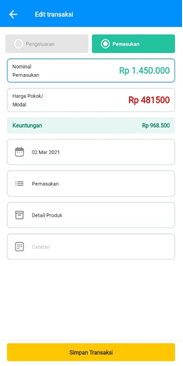 Edit transaksi
Pengeluaran
Pemasukan
Nominal
Pemasukan
Rp 1.450.000
Harga Pokok/
Modal
Rp 481500
Keuntungan
Rp 968.500
02 Mar 2021
Pemasukan
Detail Produk
Catatan
Simpan Transaksi